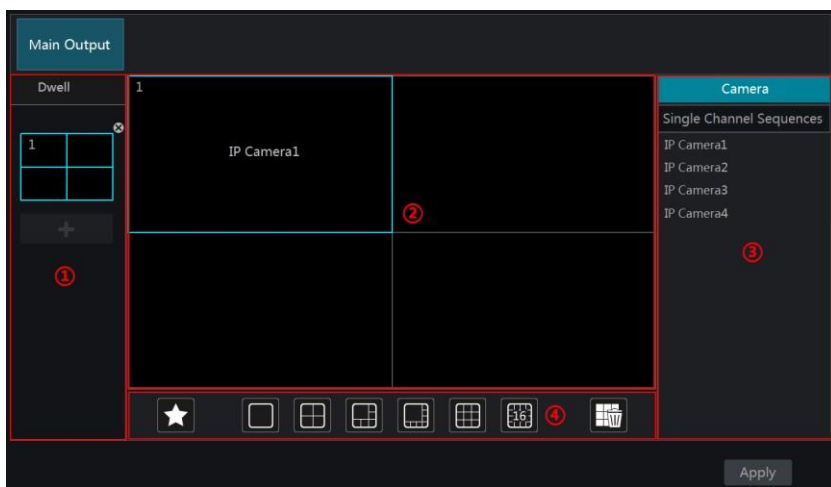 Main Output
Dwell
1
①
1
IP Camera1
②
Camera
Single Channel Sequences
IP Camera1
IP Camera2
IP Camera3
IP Camera4
③
16
④
Apply